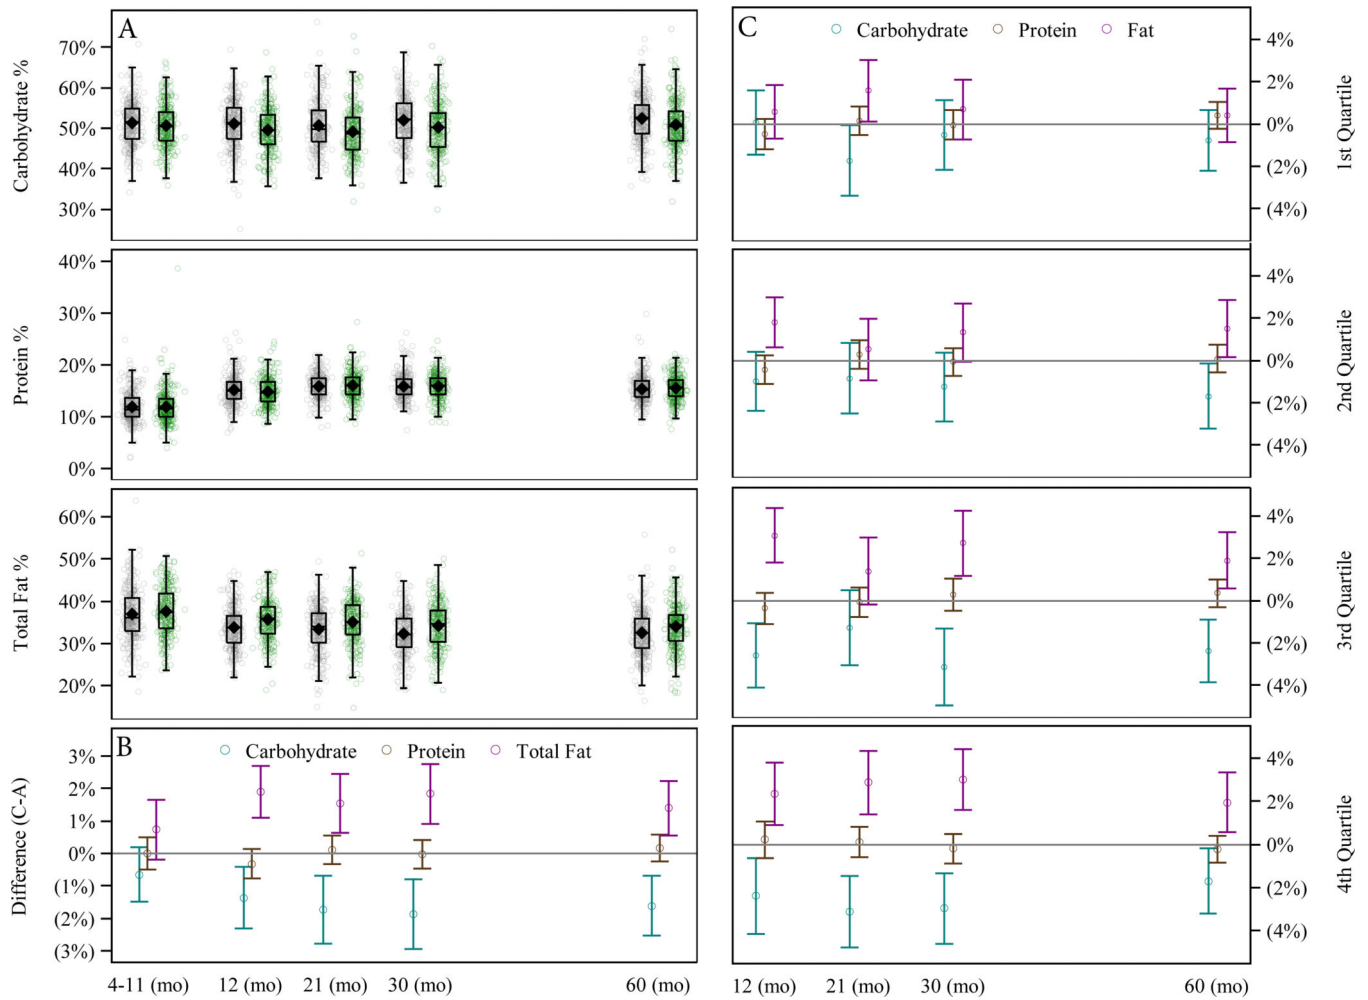 A
Carbohydrate %
70%
60%
50%
40%
30%
Protein %
40%
30%
20%
10%
0%
Total Fat %
60%
50%
40%
30%
20%
B
Carbohydrate Protein Total Fat
Difference (C-A)
3%
2%
1%
0%
(1%)
(2%)
(3%)
4-11 (mo) 12 (mo) 21 (mo) 30 (mo) 60 (mo)
C
Carbohydrate Protein Fat
4%
2%
0%
(2%)
(4%)
1st Quartile
4%
2%
0%
(2%)
(4%)
2nd Quartile
4%
2%
0%
(2%)
(4%)
3rd Quartile
4%
2%
0%
(2%)
(4%)
4th Quartile
12 (mo) 21 (mo) 30 (mo) 60 (mo)